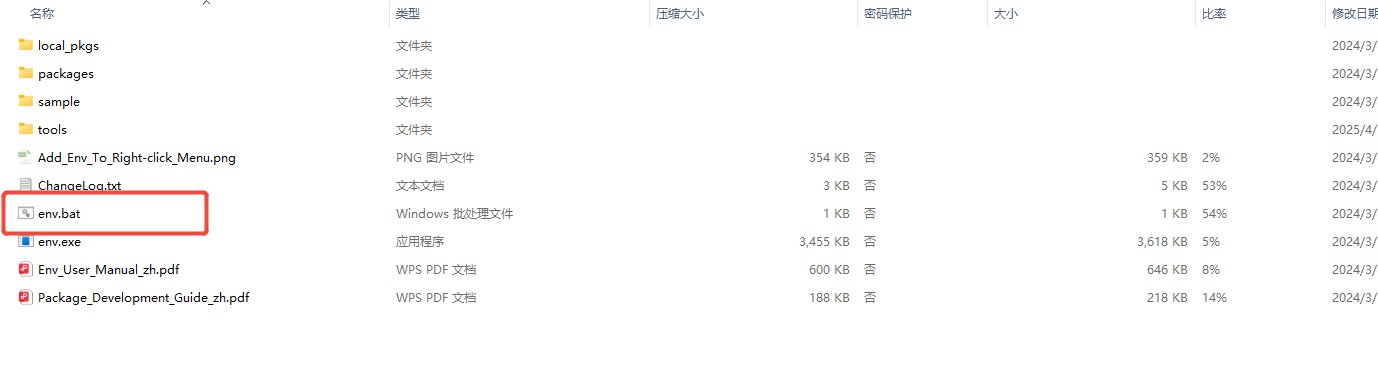 名称 类型 压缩大小 密码保护 大小 比率 修改日期
local_pkgs 文件夹 2024/3/
packages 文件夹 2024/3/
sample 文件夹 2024/3/
tools 文件夹 2025/4/
Add_Env_To_Right-click_Menu.png PNG 图片文件 354 KB 否 359 KB 2% 2024/3/
ChangeLog.txt 文本文档 3 KB 否 5 KB 53% 2024/3/
env.bat Windows 批处理文件 1 KB 否 1 KB 54% 2024/3/
env.exe 应用程序 3,455 KB 否 3,618 KB 5% 2024/3/
Env_User_Manual_zh.pdf WPS PDF 文档 600 KB 否 646 KB 8% 2024/3/
Package_Development_Guide_zh.pdf WPS PDF 文档 188 KB 否 218 KB 14% 2024/3/